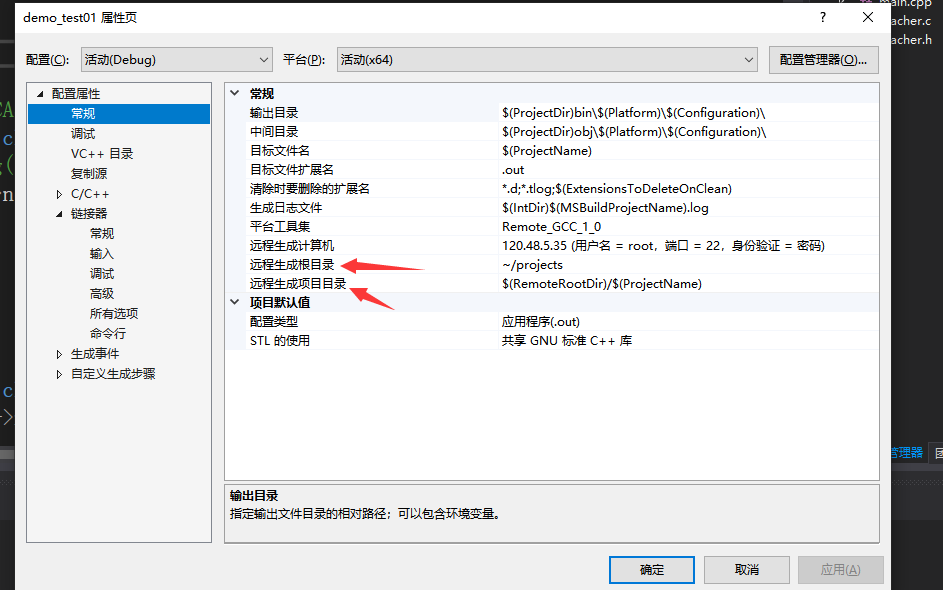 demo_test01 属性页
? ×
main.cpp
acher.c
acher.h
配置(C): 活动(Debug) 平台(P): 活动(x64) 配置管理器(O)...
配置属性
常规
调试
VC++ 目录
复制源
C/C++
链接器
常规
输入
调试
高级
所有选项
命令行
生成事件
自定义生成步骤
常规
输出目录 $(ProjectDir)bin\$(Platform)\$(Configuration)\
中间目录 $(ProjectDir)obj\$(Platform)\$(Configuration)\
目标文件名 $(ProjectName)
目标文件扩展名 .out
清除时要删除的扩展名 *.d;*.tlog;$(ExtensionsToDeleteOnClean)
生成日志文件 $(IntDir)$(MSBuildProjectName).log
平台工具集 Remote_GCC_1_0
远程生成计算机 120.48.5.35 (用户名 = root，端口 = 22，身份验证 = 密码)
远程生成根目录 ~/projects
远程生成项目目录 $(RemoteRootDir)/$(ProjectName)
项目默认值
配置类型 应用程序(.out)
STL 的使用 共享 GNU 标准 C++ 库
输出目录
指定输出文件目录的相对路径；可以包含环境变量。
管理器
确定 取消 应用(A)